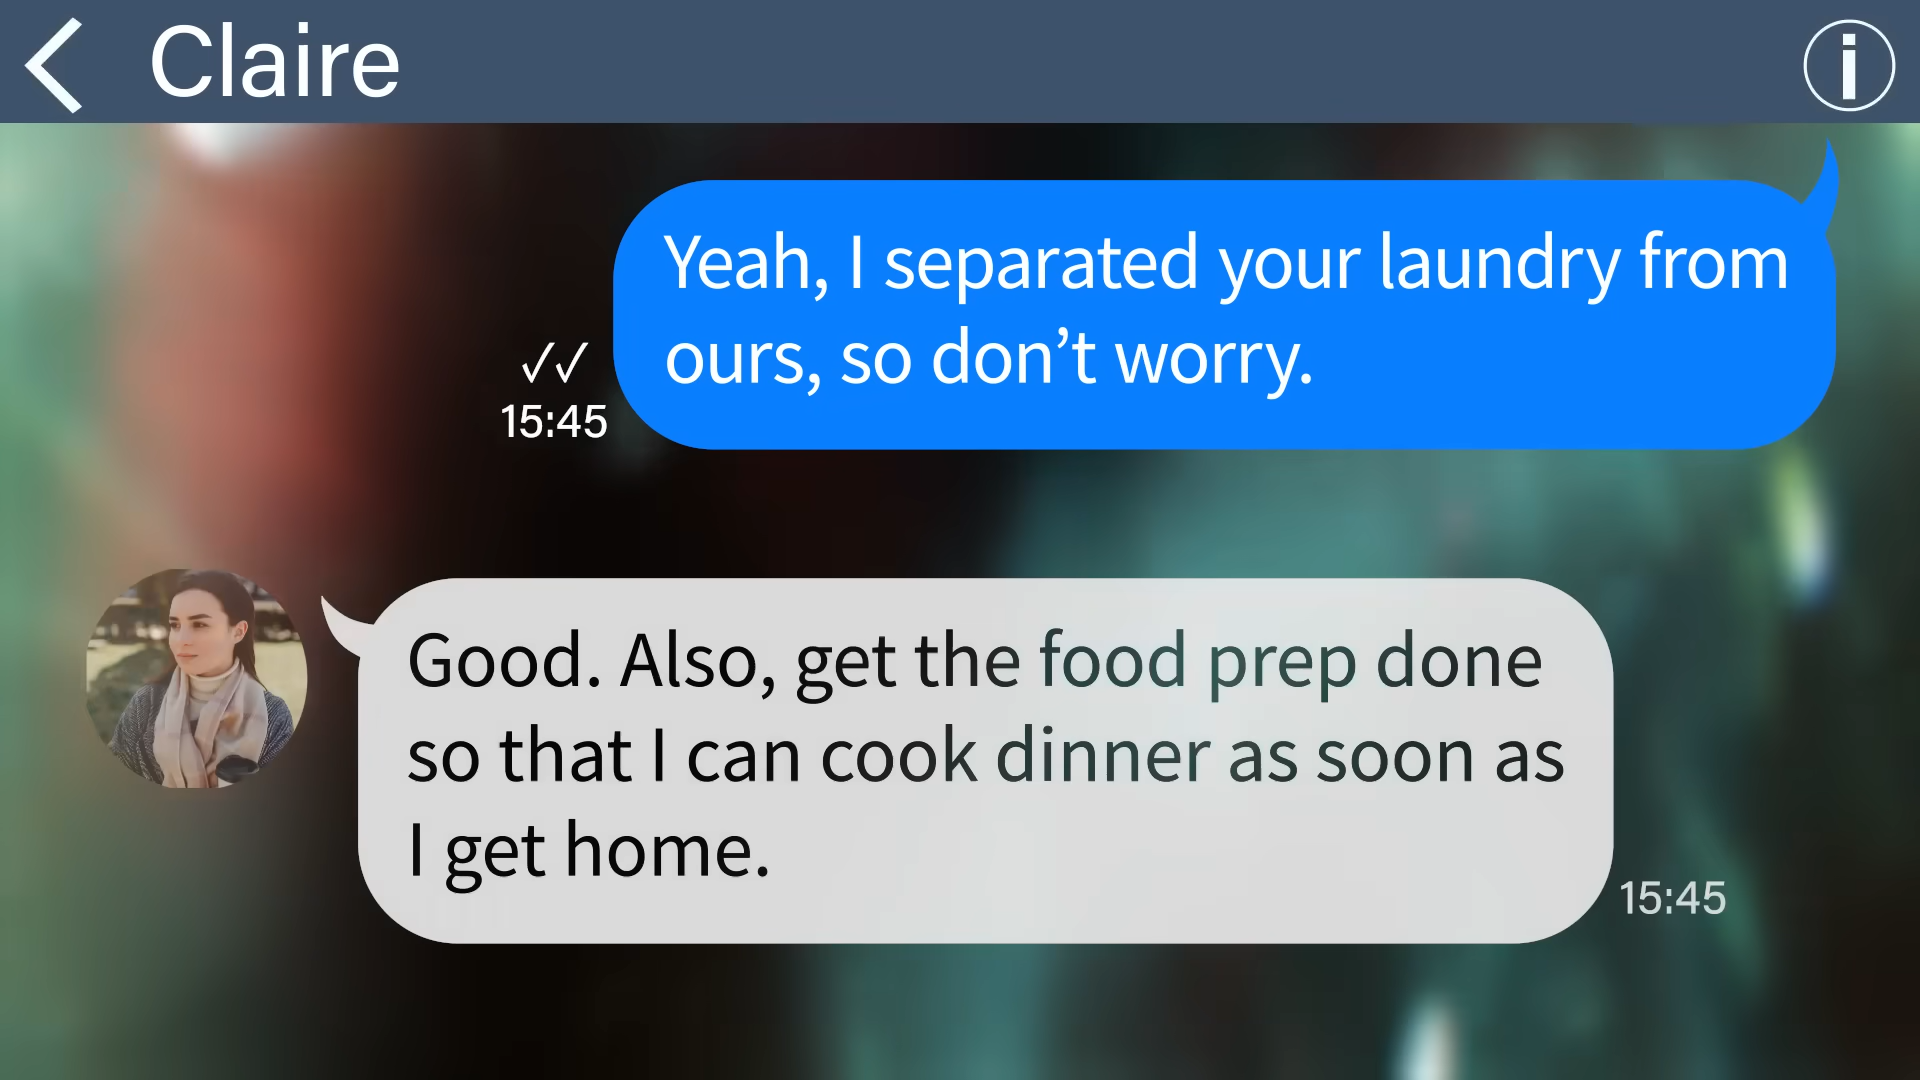 Claire
Yeah, I separated your laundry from
ours, so don’t worry.
✓✓
15:45
Good. Also, get the food prep done
so that I can cook dinner as soon as
I get home.
15:45